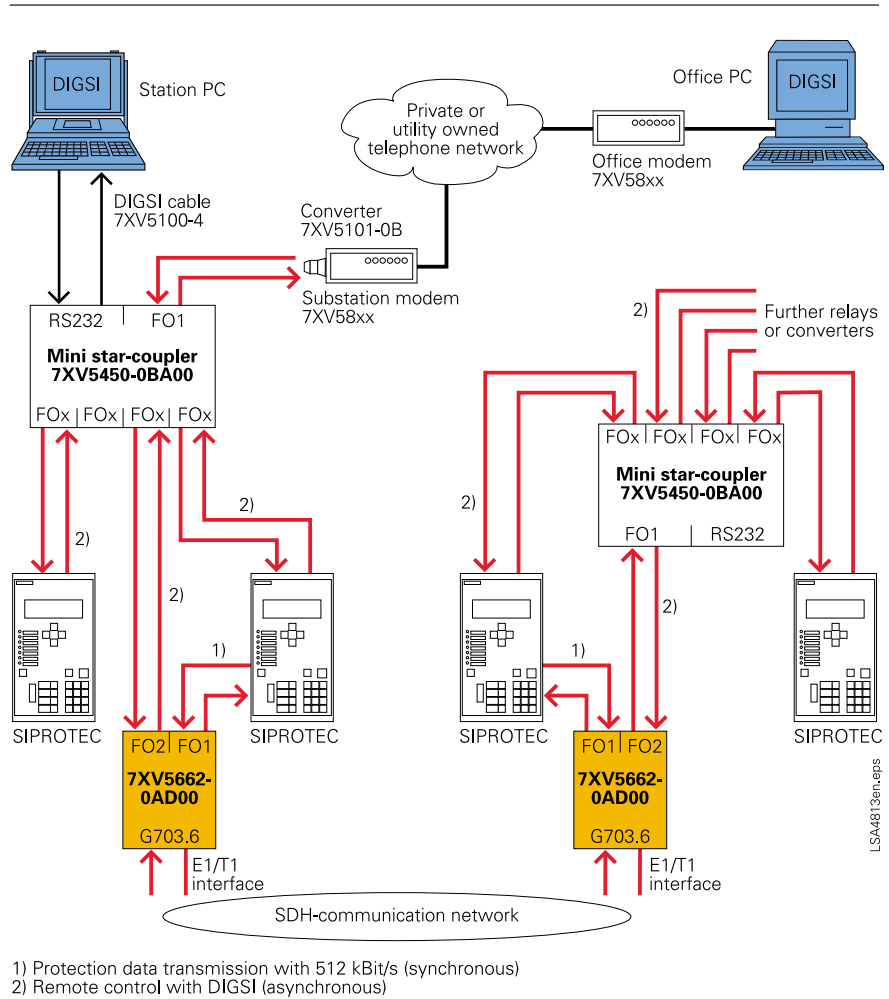 DIGSI
Station PC
Office PC
DIGSI
Private or
utility owned
telephone network
Office modem
7XV58xx
DIGSI cable
7XV5100-4
Converter
7XV5101-0B
Substation modem
7XV58xx
RS232 | FO1
Mini star-coupler
7XV5450-0BA00
FOx | FOx | FOx | FOx
2)
2)
2)
1)
SIPROTEC
SIPROTEC
FO2 | FO1
7XV5662-
0AD00
G703.6
E1/T1
interface
2)
Further relays
or converters
FOx | FOx | FOx | FOx
Mini star-coupler
7XV5450-0BA00
FO1 | RS232
2)
2)
1)
SIPROTEC
SIPROTEC
FO1 | FO2
7XV5662-
0AD00
G703.6
E1/T1
interface
SDH-communication network
LSA4813en.eps
1) Protection data transmission with 512 kBit/s (synchronous)
2) Remote control with DIGSI (asynchronous)